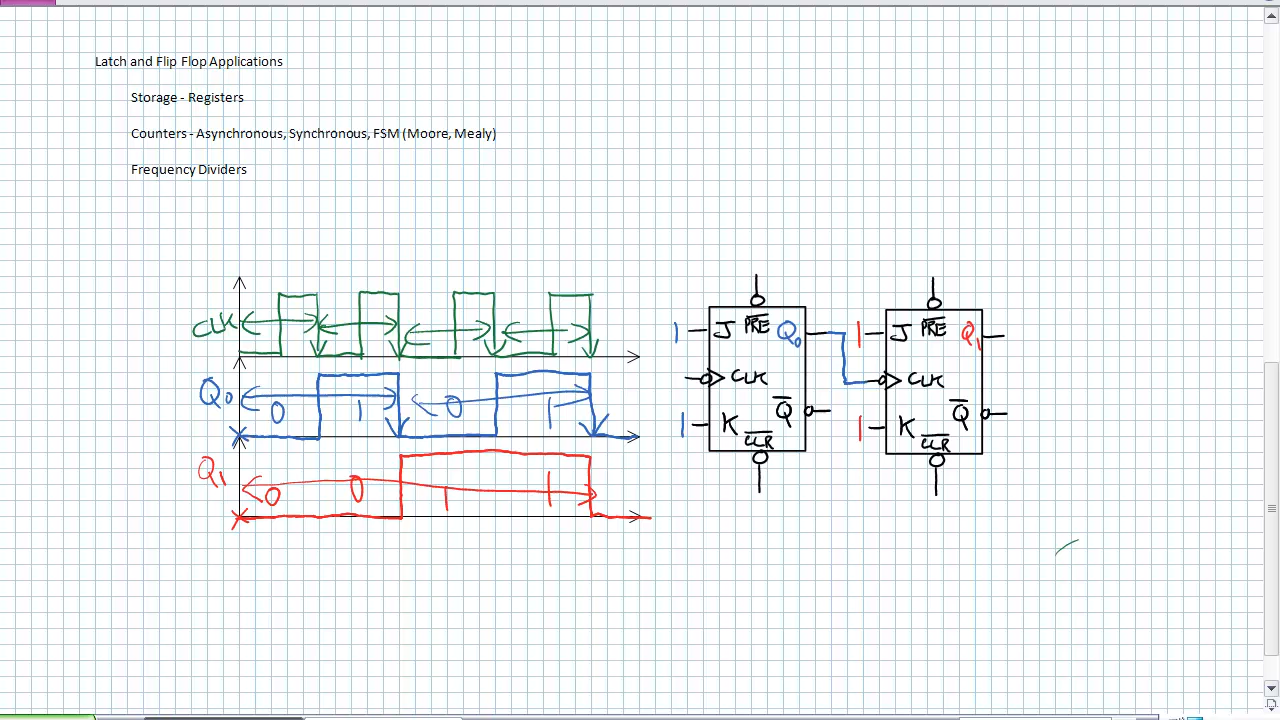 Latch and Flip Flop Applications
Storage - Registers
Counters - Asynchronous, Synchronous, FSM (Moore, Mealy)
Frequency Dividers
CLK
Q0
0 1 0 1
Q1
0 0 1 1
1 J PRE Q0
CLK
1 K CLR Q
1 J PRE Q1
CLK
1 K CLR Q